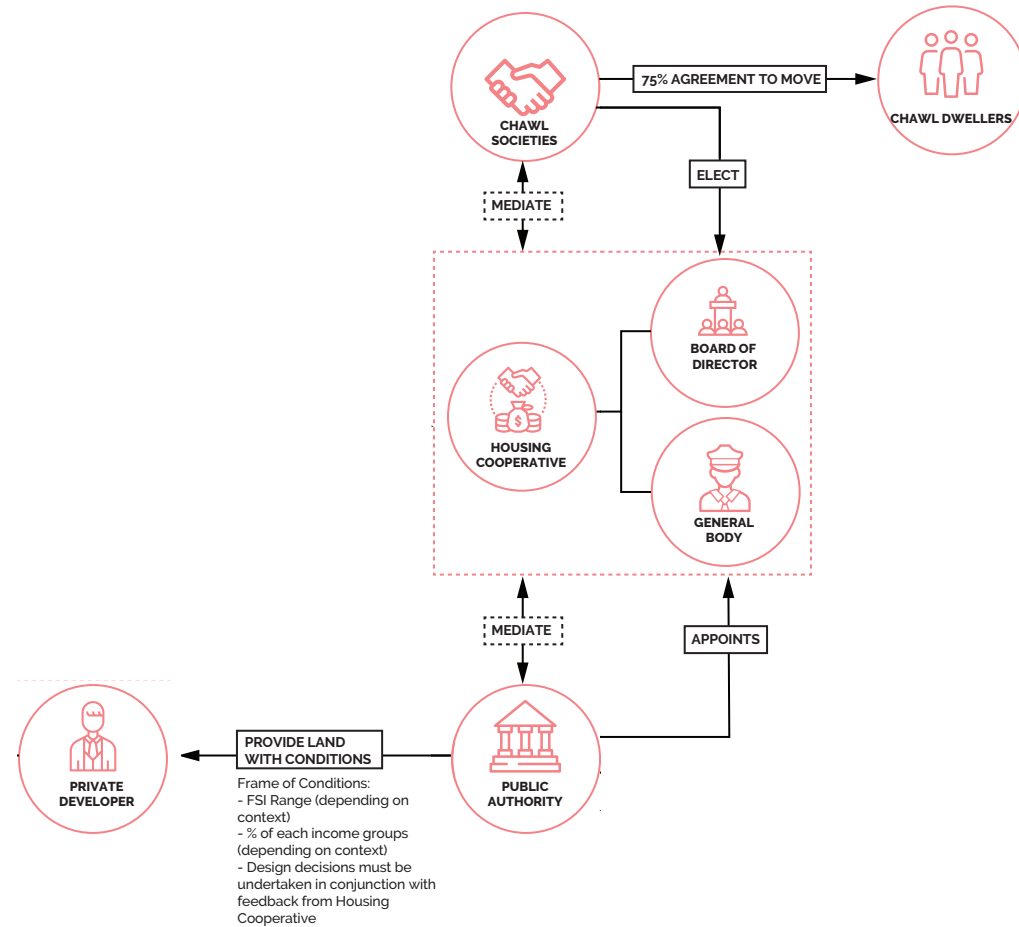 CHAWL
SOCIETIES
75% AGREEMENT TO MOVE
CHAWL DWELLERS
ELECT
MEDIATE
BOARD OF
DIRECTOR
HOUSING
COOPERATIVE
$
GENERAL
BODY
MEDIATE
APPOINTS
PRIVATE
DEVELOPER
PROVIDE LAND
WITH CONDITIONS
Frame of Conditions:
- FSI Range (depending on
context)
- % of each income groups
(depending on context)
- Design decisions must be
undertaken in conjunction with
feedback from Housing
Cooperative
PUBLIC
AUTHORITY